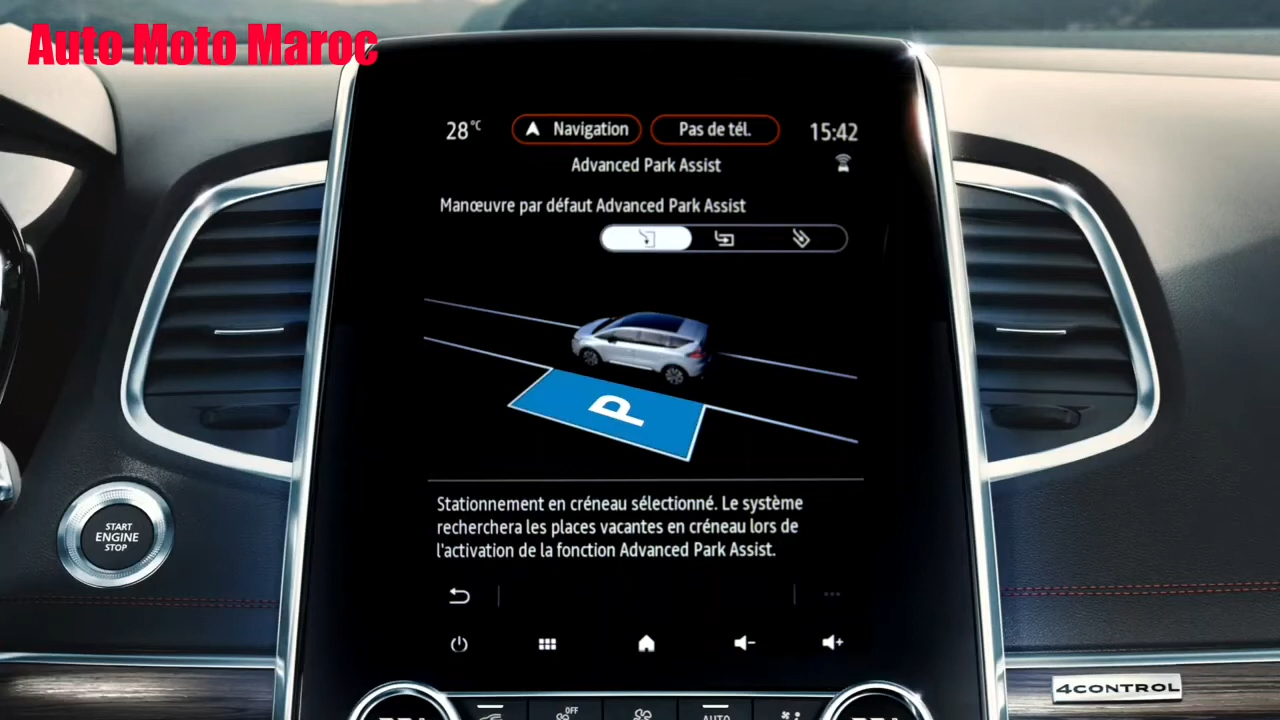 Auto Moto Maroc
28°C
Navigation
Pas de tél.
15:42
Advanced Park Assist
Manœuvre par défaut Advanced Park Assist
P
Stationnement en créneau sélectionné. Le système
recherchera les places vacantes en créneau lors de
l'activation de la fonction Advanced Park Assist.
START
ENGINE
STOP
4CONTROL
OFF
AUTO